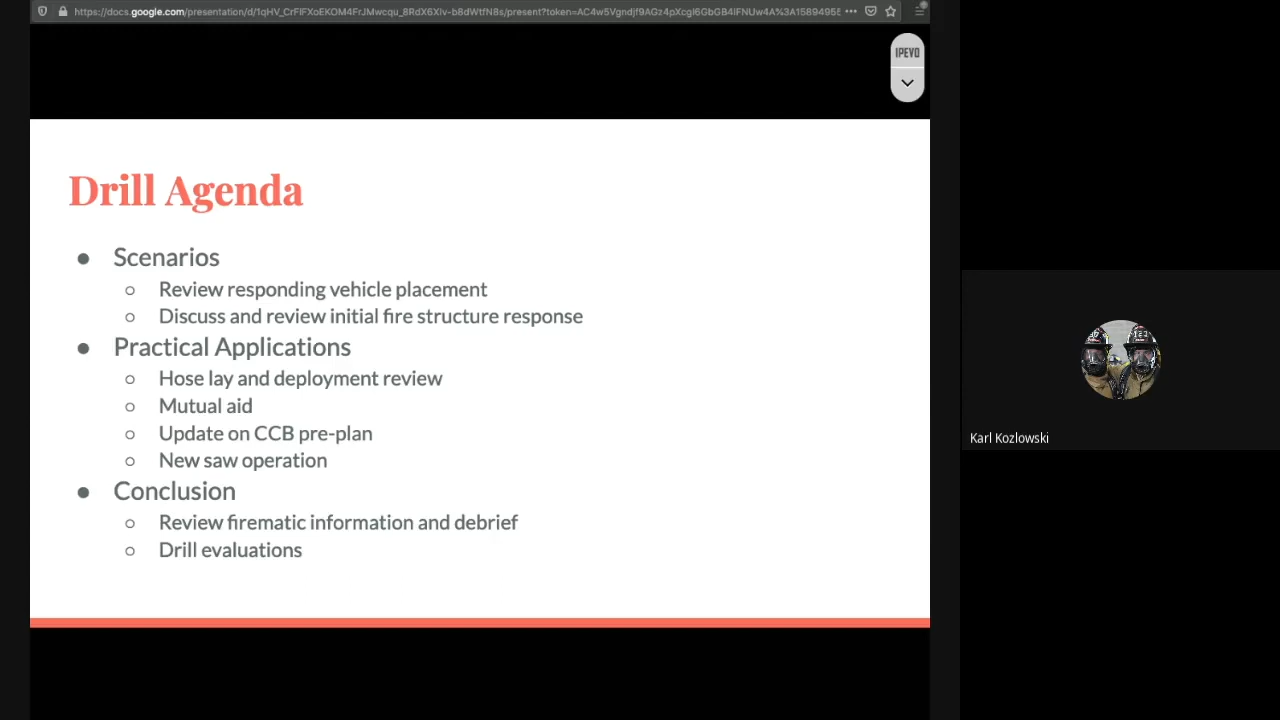 IPEVO
Drill Agenda
● Scenarios
○ Review responding vehicle placement
○ Discuss and review initial fire structure response
● Practical Applications
○ Hose lay and deployment review
○ Mutual aid
○ Update on CCB pre-plan
○ New saw operation
● Conclusion
○ Review firematic information and debrief
○ Drill evaluations
Karl Kozlowski